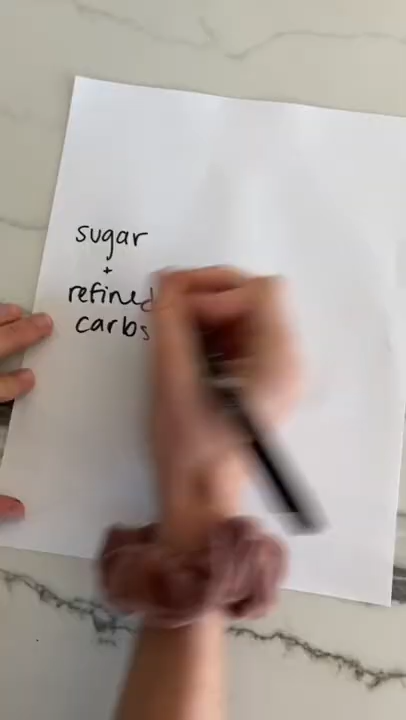 sugar
+
refined
carbs